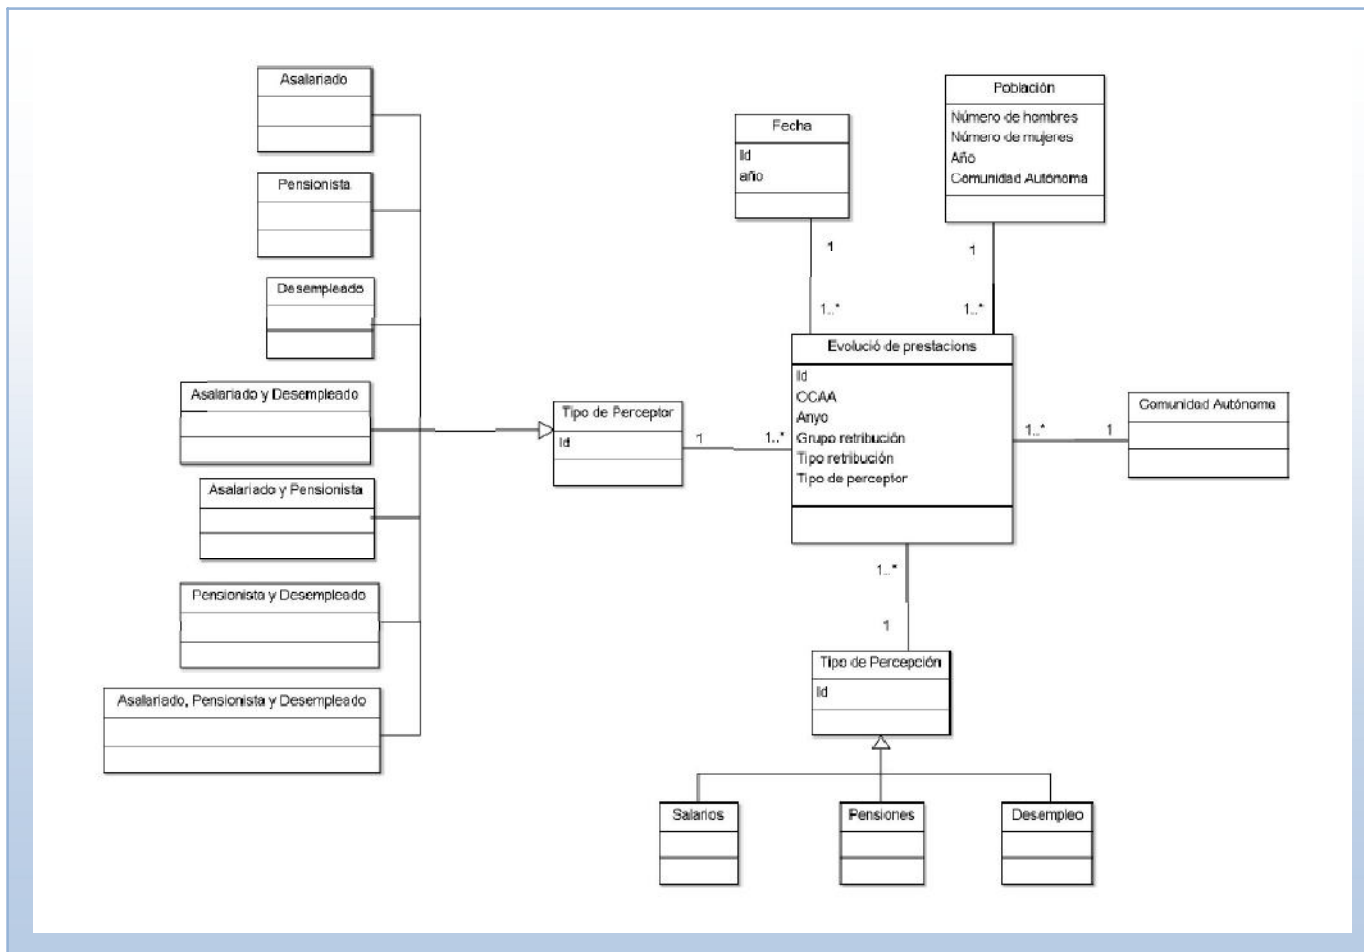 Asalariado
Pensionista
Desempleado
Asalariado y Desempleado
Asalariado y Pensionista
Pensionista y Desempleado
Asalariado, Pensionista y Desempleado
Tipo de Perceptor
Id
1
1..*
Fecha
Id
año
1
1..*
Población
Número de hombres
Número de mujeres
Año
Comunidad Autónoma
1
1..*
Evolució de prestacions
Id
CCAA
Anyo
Grupo retribución
Tipo retribución
Tipo de perceptor
1..*
1
Comunidad Autónoma
1..*
1
Tipo de Percepción
Id
Salarios
Pensiones
Desempleo